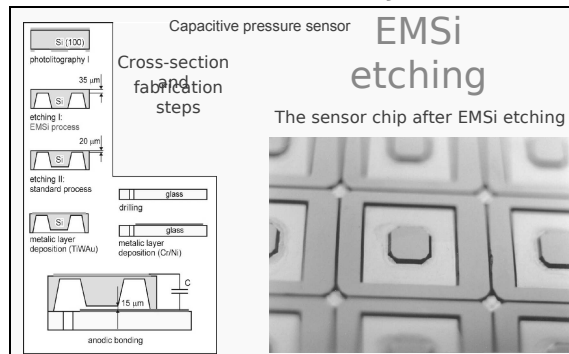 Capacitive pressure sensor
EMSi
etching
Cross-section
and
fabrication
steps
The sensor chip after EMSi etching
Si (100)
photolitography I
35 µm
Si
etching I:
EMSi process
20 µm
Si
etching II:
standard process
Si
metalic layer
deposition (TiWAu)
glass
drilling
glass
metalic layer
deposition (Cr/Ni)
C
15 µm
anodic bonding